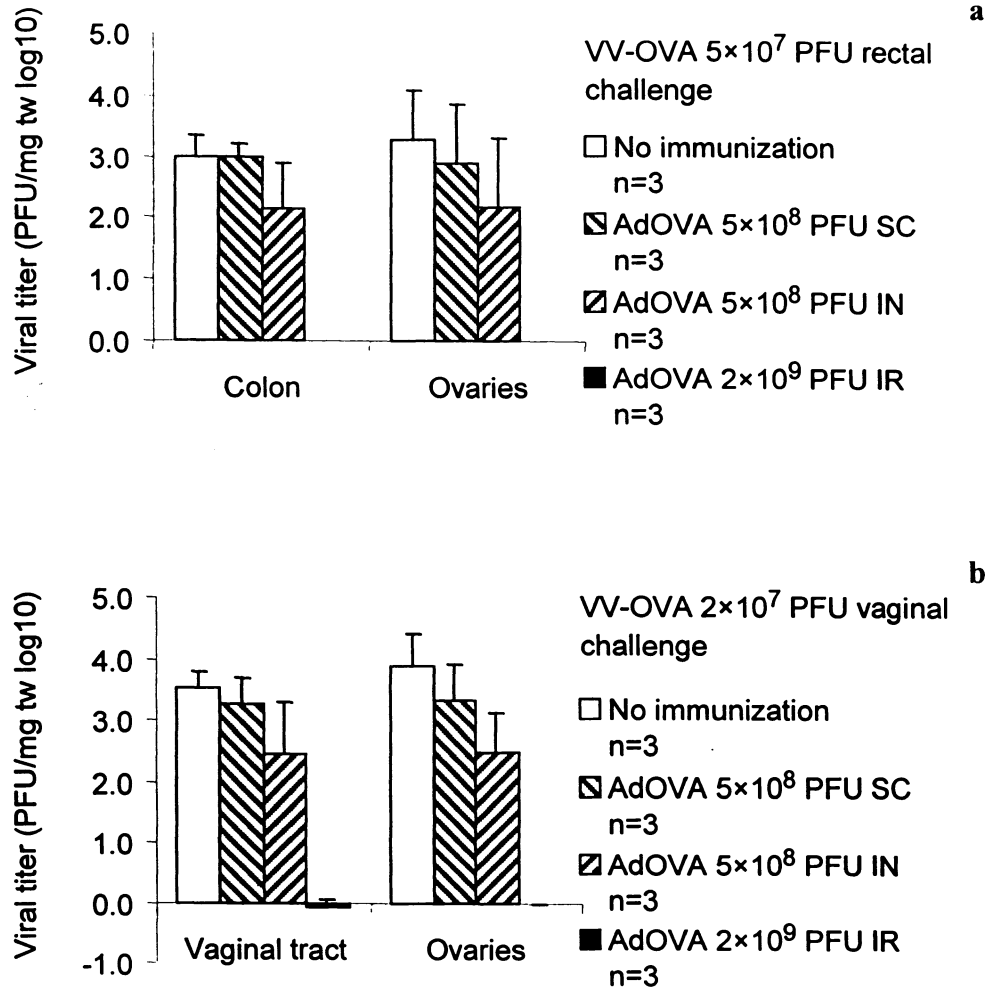 a
Viral titer (PFU/mg tw log10)
5.0
4.0
3.0
2.0
1.0
0.0
Colon
Ovaries
VV-OVA 5×10⁷ PFU rectal
challenge
No immunization
n=3
AdOVA 5×10⁸ PFU SC
n=3
AdOVA 5×10⁸ PFU IN
n=3
AdOVA 2×10⁹ PFU IR
n=3
b
Viral titer (PFU/mg tw log10)
5.0
4.0
3.0
2.0
1.0
0.0
-1.0
Vaginal tract
Ovaries
VV-OVA 2×10⁷ PFU vaginal
challenge
No immunization
n=3
AdOVA 5×10⁸ PFU SC
n=3
AdOVA 5×10⁸ PFU IN
n=3
AdOVA 2×10⁹ PFU IR
n=3